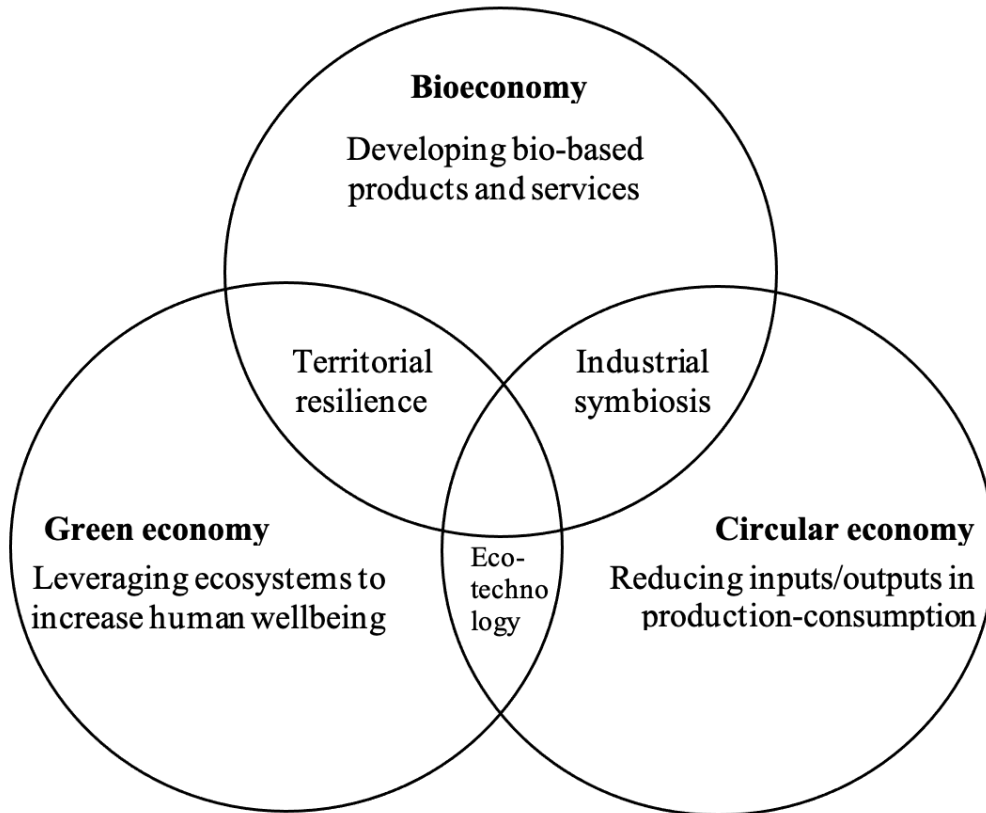 Bioeconomy
Developing bio-based
products and services
Territorial
resilience
Industrial
symbiosis
Green economy
Leveraging ecosystems to
increase human wellbeing
Eco-
techno
logy
Circular economy
Reducing inputs/outputs in
production-consumption